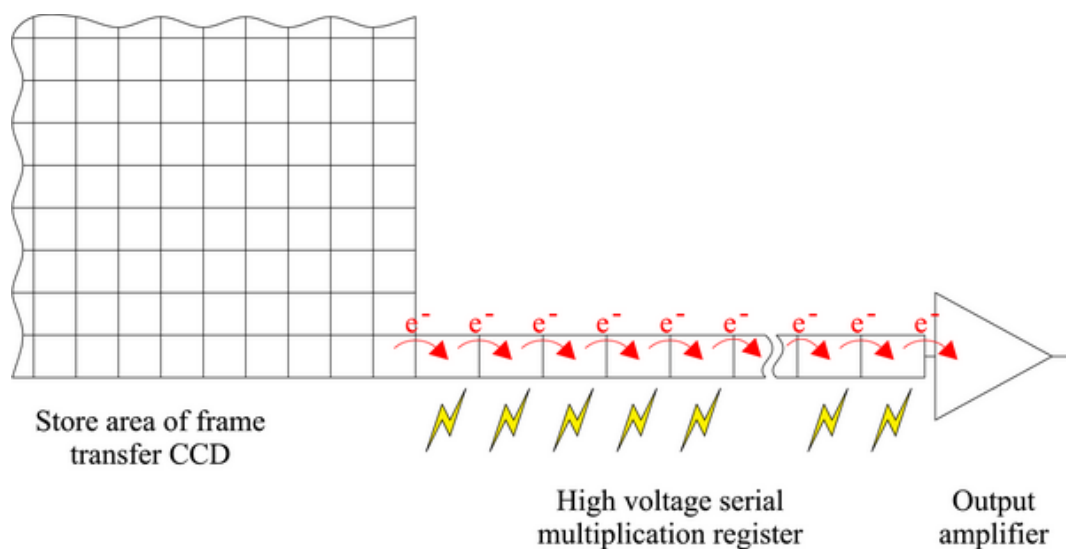 e⁻ e⁻ e⁻ e⁻ e⁻ e⁻ e⁻ e⁻ e⁻
Store area of frame
transfer CCD
High voltage serial
multiplication register
Output
amplifier